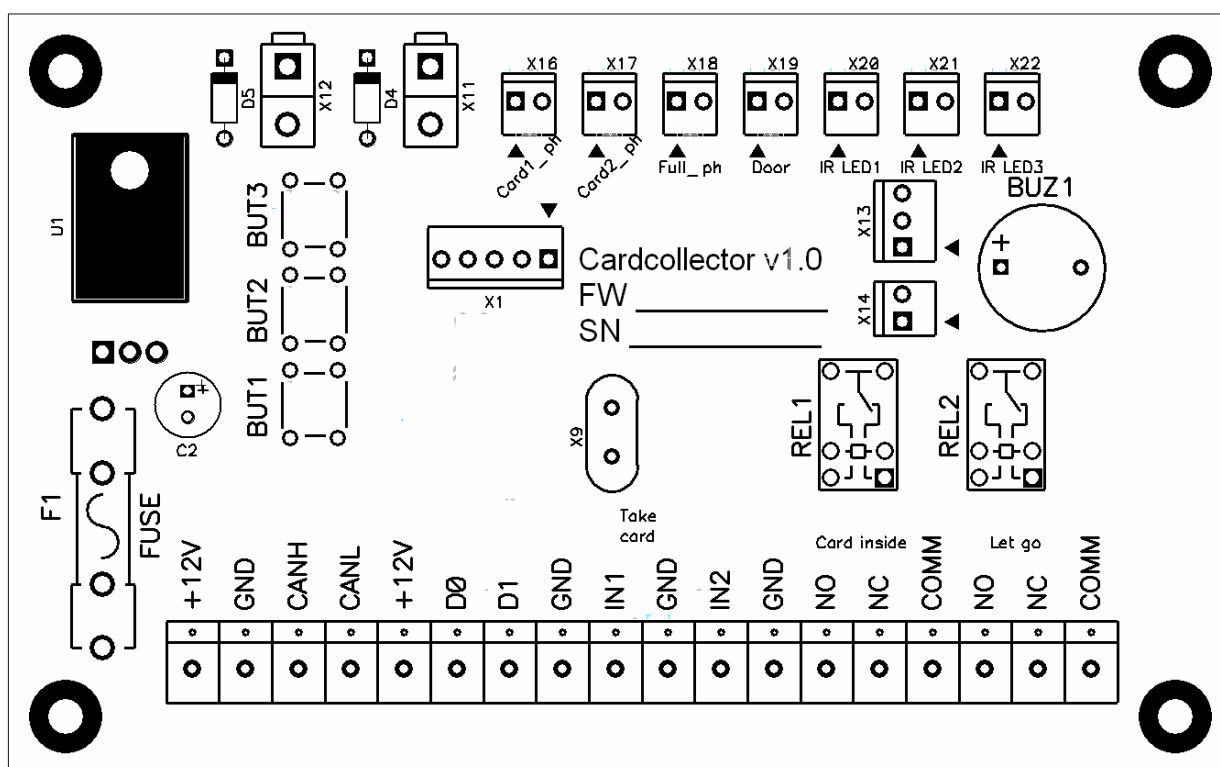 X16 X17 X18 X19 X20 X21 X22
D5 X12 D4 X11
Card1_ph Card2_ph Full_ph Door IR LED1 IR LED2 IR LED3
U1
BUT3
X13
BUZ1
+
Cardcollector v1.0
X1
FW
SN
BUT2
X14
BUT1
+
C2
X9
REL1
REL2
F1
FUSE
Take
card
Card inside
Let go
+12V
GND
CANH
CANL
+12V
D0
D1
GND
IN1
GND
IN2
GND
NO
NC
COMM
NO
NC
COMM